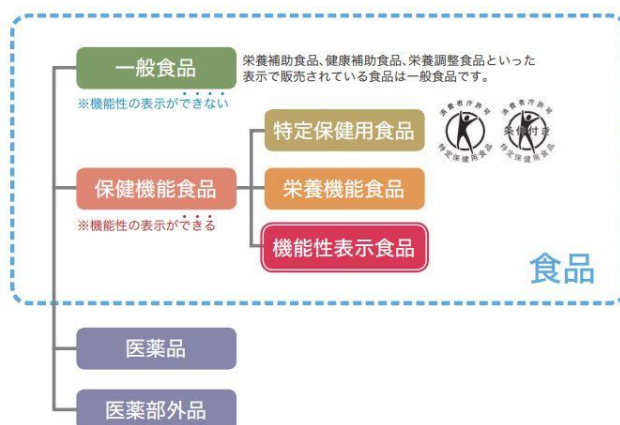 一般食品
栄養補助食品、健康補助食品、栄養調整食品といった
表示で販売されている食品は一般食品です。
※機能性の表示ができない
特定保健用食品
消費者庁許可
特定保健用食品
消費者庁許可
条件付き
特定保健用食品
保健機能食品
栄養機能食品
※機能性の表示ができる
機能性表示食品
食品
医薬品
医薬部外品